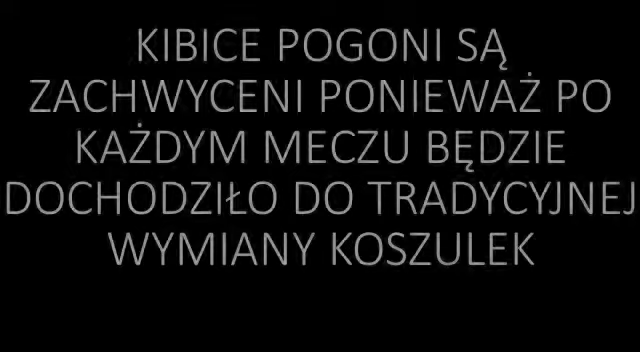 KIBICE POGONI SĄ
ZACHWYCENI PONIEWAŻ PO
KAŻDYM MECZU BĘDZIE
DOCHODZIŁO DO TRADYCYJNEJ
WYMIANY KOSZULEK